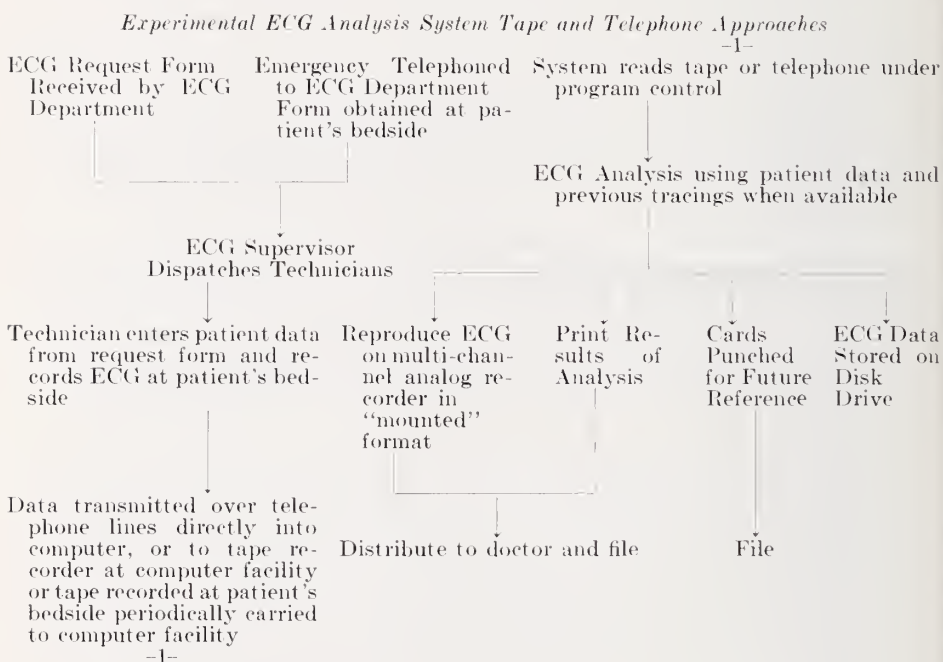 Experimental ECG Analysis System Tape and Telephone Approaches
ECG Request Form
Received by ECG
Department
Emergency Telephoned
to ECG Department
Form obtained at pa-
tient's bedside
ECG Supervisor
Dispatches Technicians
Technician enters patient data
from request form and re-
cords ECG at patient's bed-
side
Data transmitted over tele-
phone lines directly into
computer, or to tape re-
corder at computer facility
or tape recorded at patient's
bedside periodically carried
to computer facility
-1-
-1-
System reads tape or telephone under
program control
ECG Analysis using patient data and
previous tracings when available
Reproduce ECG
on multi-chan-
nel analog re-
corder in
"mounted"
format
Print Re-
sults of
Analysis
Distribute to doctor and file
Cards
Punched
for Future
Reference
File
ECG Data
Stored on
Disk
Drive